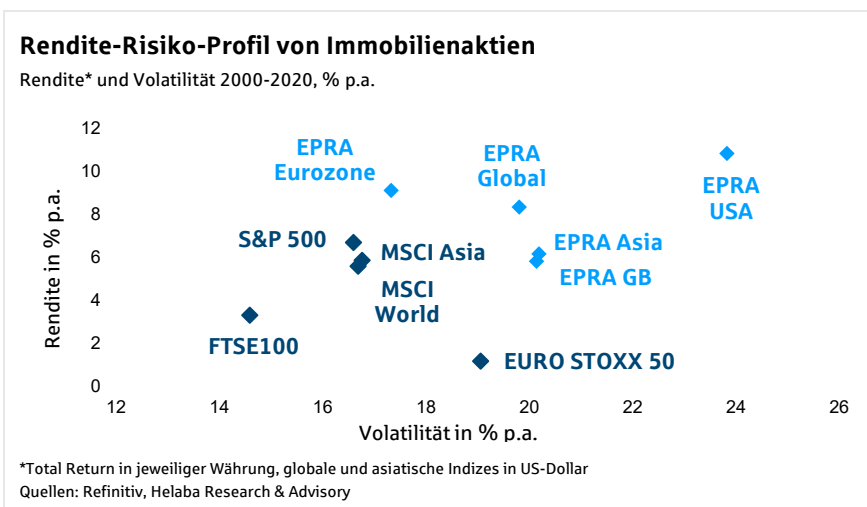 Rendite-Risiko-Profil von Immobilienaktien
Rendite* und Volatilität 2000-2020, % p.a.
Rendite in % p.a.
12
10
8
6
4
2
0
EPRA
Eurozone
EPRA
Global
EPRA
USA
S&P 500
MSCI Asia
EPRA Asia
EPRA GB
MSCI
World
FTSE100
EURO STOXX 50
12
14
16
18
20
22
24
26
Volatilität in % p.a.
*Total Return in jeweiliger Währung, globale und asiatische Indizes in US-Dollar
Quellen: Refinitiv, Helaba Research & Advisory